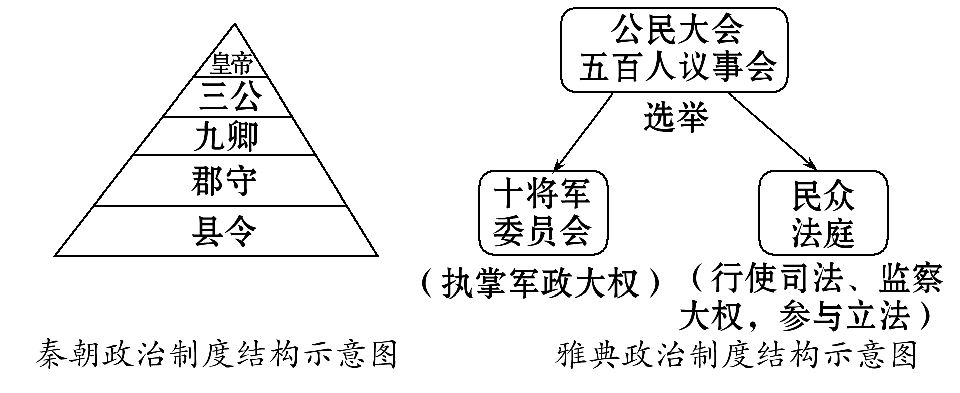 皇帝
三公
九卿
郡守
县令
秦朝政治制度结构示意图
公民大会
五百人议事会
选举
十将军
委员会
（执掌军政大权）
民众
法庭
（行使司法、监察
大权，参与立法）
雅典政治制度结构示意图